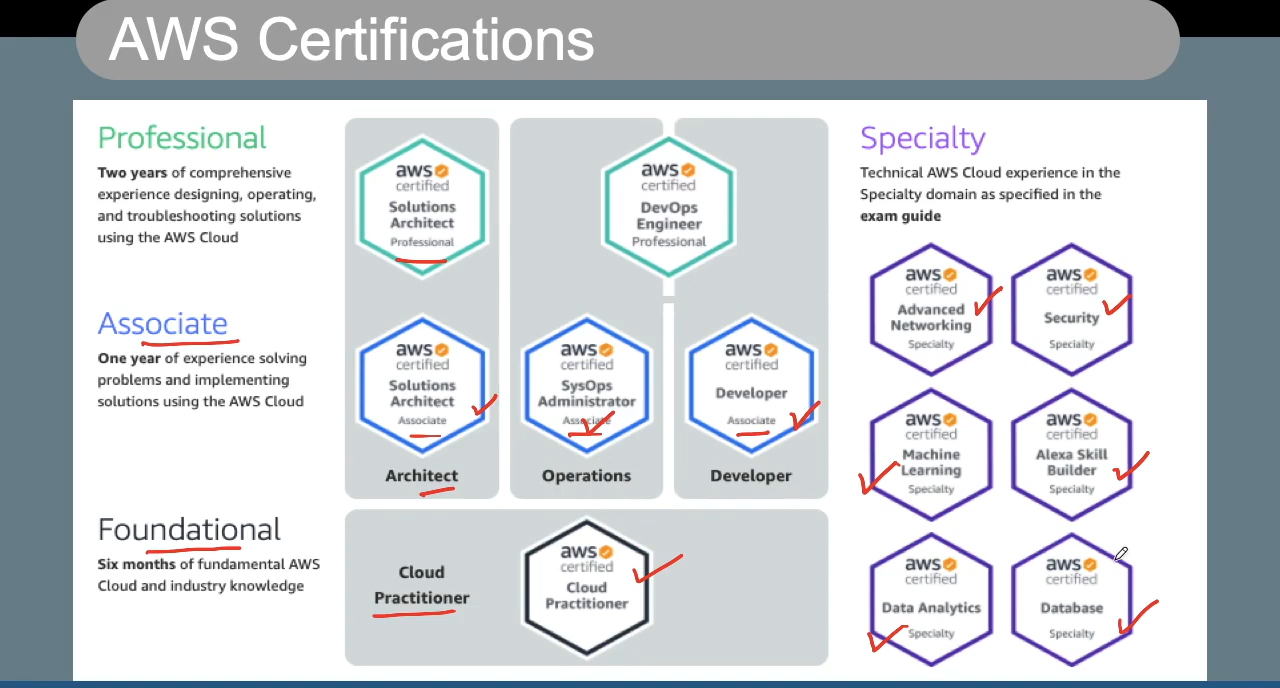 AWS Certifications
Professional
Two years of comprehensive
experience designing, operating,
and troubleshooting solutions
using the AWS Cloud
aws
certified
Solutions
Architect
Professional
aws
certified
DevOps
Engineer
Professional
Associate
One year of experience solving
problems and implementing
solutions using the AWS Cloud
aws
certified
Solutions
Architect
Associate
Architect
aws
certified
SysOps
Administrator
Associate
Operations
aws
certified
Developer
Associate
Developer
Foundational
Six months of fundamental AWS
Cloud and industry knowledge
Cloud
Practitioner
aws
certified
Cloud
Practitioner
Specialty
Technical AWS Cloud experience in the
Specialty domain as specified in the
exam guide
aws
certified
Advanced
Networking
Specialty
aws
certified
Security
Specialty
aws
certified
Machine
Learning
Specialty
aws
certified
Alexa Skill
Builder
Specialty
aws
certified
Data Analytics
Specialty
aws
certified
Database
Specialty